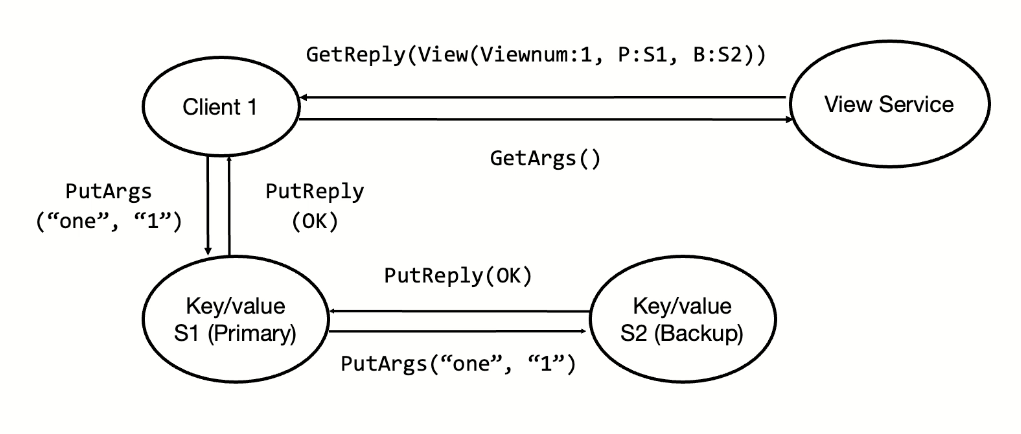 GetReply(View(Viewnum:1, P:S1, B:S2))
Client 1
View Service
GetArgs()
PutArgs
(“one”, “1”)
PutReply
(OK)
PutReply(OK)
Key/value
S1 (Primary)
Key/value
S2 (Backup)
PutArgs(“one”, “1”)